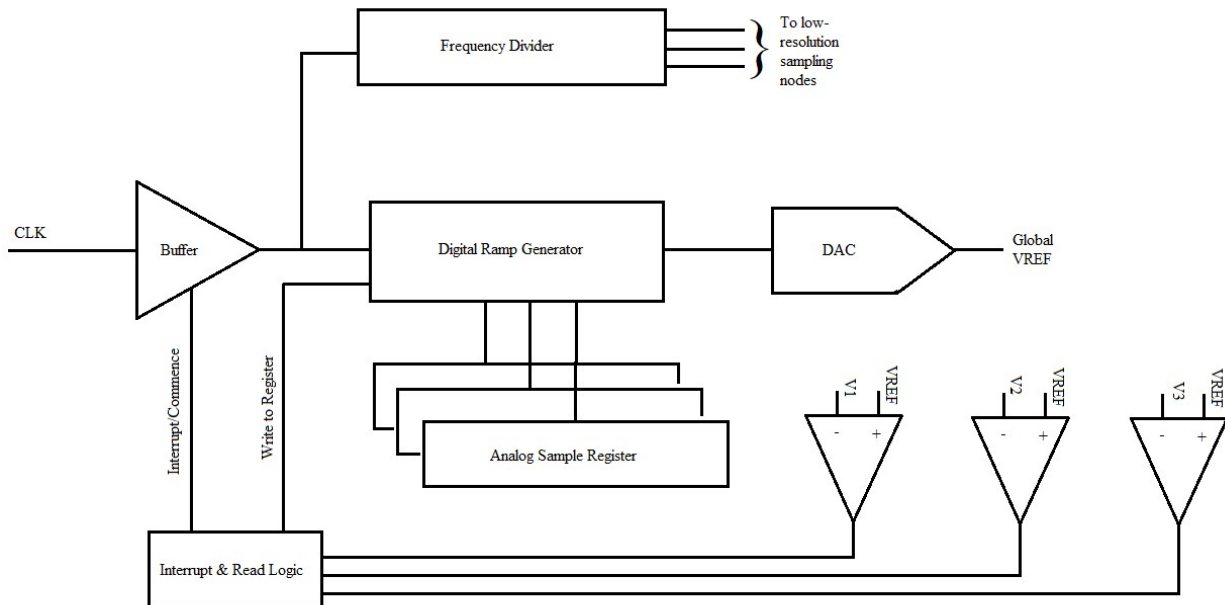 Frequency Divider
To low-
resolution
sampling
nodes
CLK
Buffer
Digital Ramp Generator
DAC
Global
VREF
Interrupt/Commence
Write to Register
Analog Sample Register
V1
VREF
- +
V2
VREF
- +
V3
VREF
- +
Interrupt & Read Logic